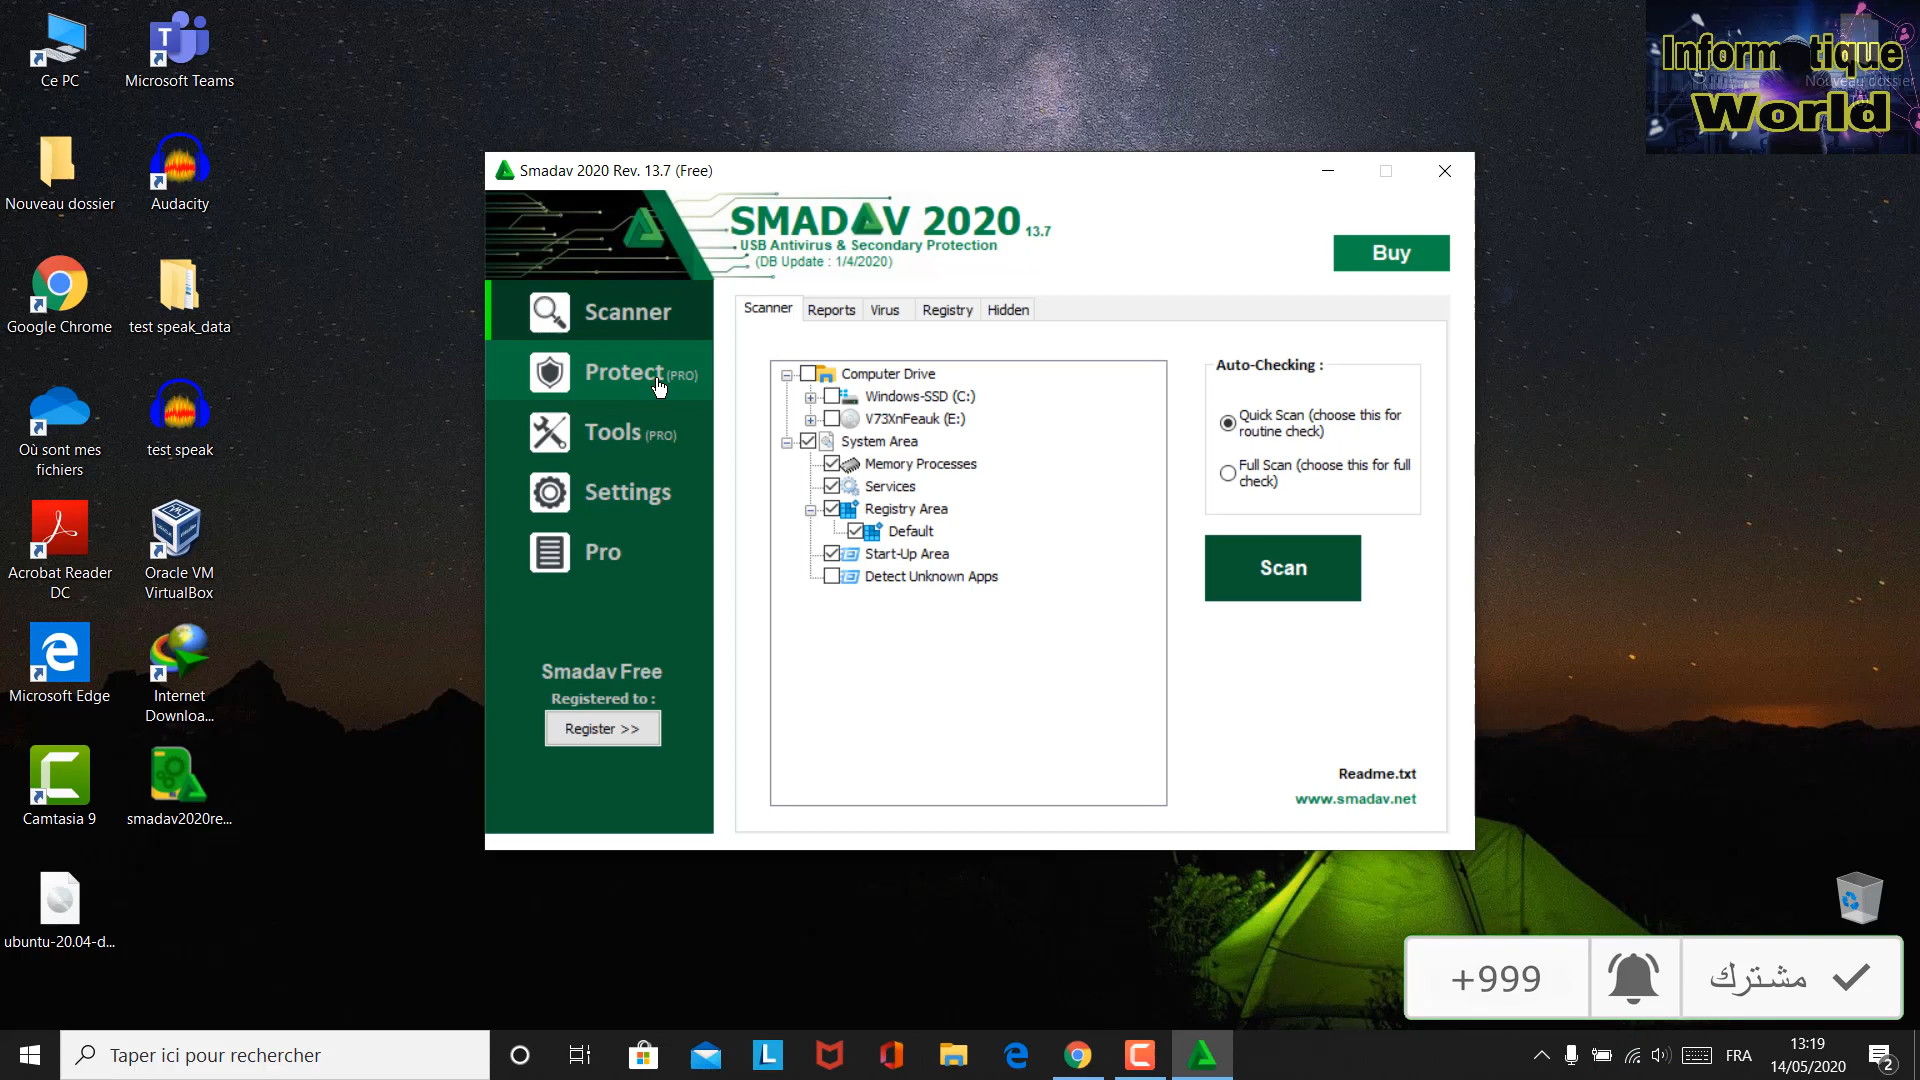 Ce PC
Microsoft Teams
Nouveau dossier
Audacity
Google Chrome
test speak_data
Où sont mes
fichiers
test speak
Acrobat Reader
DC
Oracle VM
VirtualBox
Microsoft Edge
Internet
Downloa...
Camtasia 9
smadav2020re...
ubuntu-20.04-d...
Informatique
World
Nouveau dossier
Smadav 2020 Rev. 13.7 (Free)
SMADAV 2020 13.7
USB Antivirus & Secondary Protection
(DB Update : 1/4/2020)
Buy
Scanner
Protect (PRO)
Tools (PRO)
Settings
Pro
Smadav Free
Registered to :
Register >>
Scanner Reports Virus Registry Hidden
Computer Drive
Windows-SSD (C:)
V73XnFeauk (E:)
System Area
Memory Processes
Services
Registry Area
Default
Start-Up Area
Detect Unknown Apps
Auto-Checking :
Quick Scan (choose this for
routine check)
Full Scan (choose this for full
check)
Scan
Readme.txt
www.smadav.net
+999
مشترك
Taper ici pour rechercher
FRA
13:19
14/05/2020
2